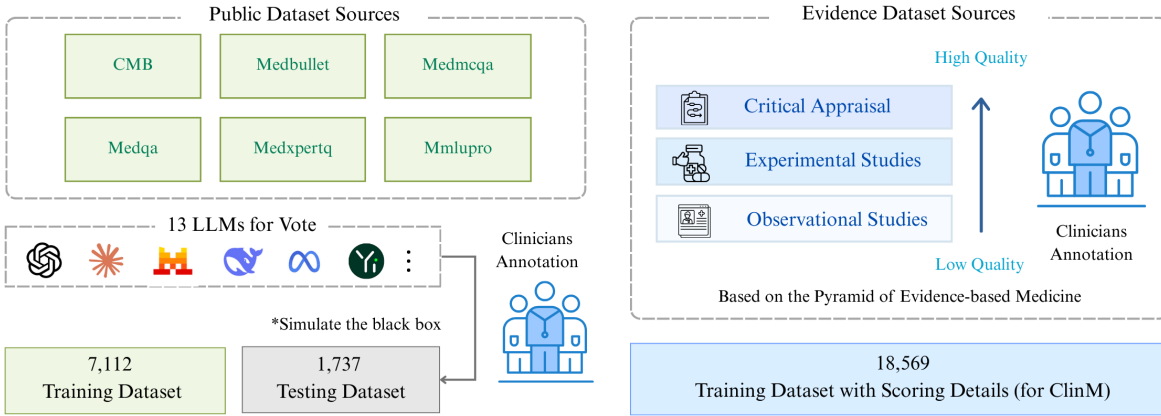 Public Dataset Sources
CMB
Medbullet
Medmcqa
Medqa
Medxpertq
Mmlupro
13 LLMs for Vote
Clinicians
Annotation
*Simulate the black box
7,112
Training Dataset
1,737
Testing Dataset
Evidence Dataset Sources
High Quality
Critical Appraisal
Experimental Studies
Observational Studies
Low Quality
Clinicians
Annotation
Based on the Pyramid of Evidence-based Medicine
18,569
Training Dataset with Scoring Details (for ClinM)